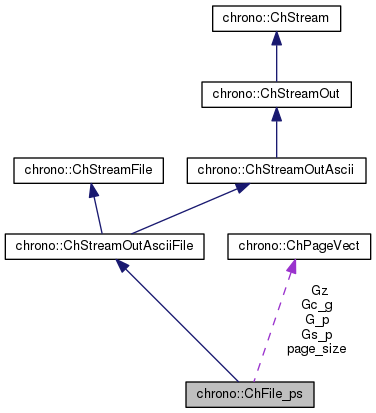 chrono::ChStream
chrono::ChStreamOut
chrono::ChStreamFile
chrono::ChStreamOutAscii
chrono::ChStreamOutAsciiFile
chrono::ChPageVect
Gz
Gc_g
G_p
Gs_p
page_size
chrono::ChFile_ps